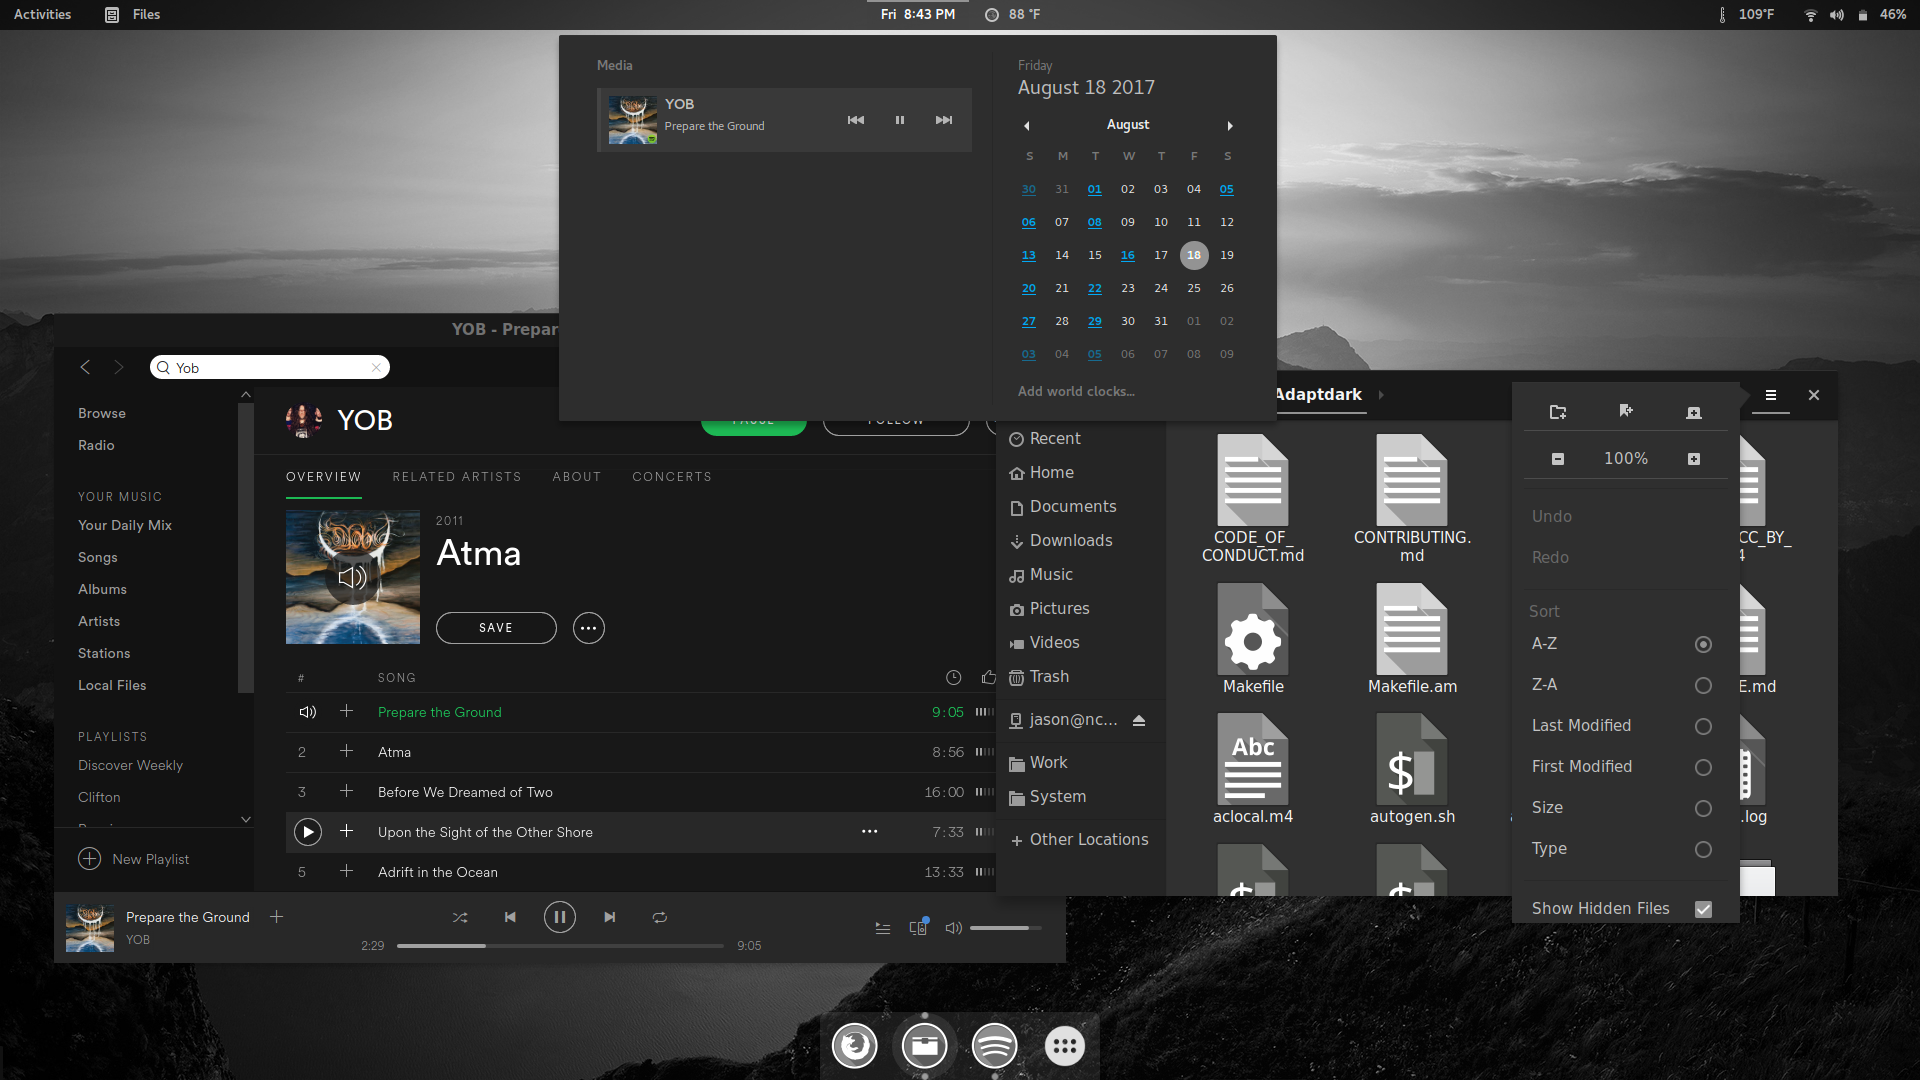 Activities
Files
Fri 8:43 PM
88 °F
109°F
46%
Media
YOB
Prepare the Ground
Friday
August 18 2017
August
S M T W T F S
30 31 01 02 03 04 05
06 07 08 09 10 11 12
13 14 15 16 17 18 19
20 21 22 23 24 25 26
27 28 29 30 31 01 02
03 04 05 06 07 08 09
Add world clocks...
YOB - Prepar
Yob
Browse
Radio
YOUR MUSIC
Your Daily Mix
Songs
Albums
Artists
Stations
Local Files
PLAYLISTS
Discover Weekly
Clifton
New Playlist
YOB
PAUSE
FOLLOW
OVERVIEW RELATED ARTISTS ABOUT CONCERTS
2011
Atma
SAVE
# SONG
Prepare the Ground 9:05
2 Atma 8:56
3 Before We Dreamed of Two 16:00
Upon the Sight of the Other Shore 7:33
5 Adrift in the Ocean 13:33
Prepare the Ground
YOB
2:29
9:05
Adaptdark
Recent
Home
Documents
Downloads
Music
Pictures
Videos
Trash
jason@nc...
Work
System
Other Locations
CODE_OF_
CONDUCT.md
CONTRIBUTING.
md
CC_BY_
4
Makefile
Makefile.am
E.md
Abc
aclocal.m4
$
autogen.sh
.log
100%
Undo
Redo
Sort
A-Z
Z-A
Last Modified
First Modified
Size
Type
Show Hidden Files